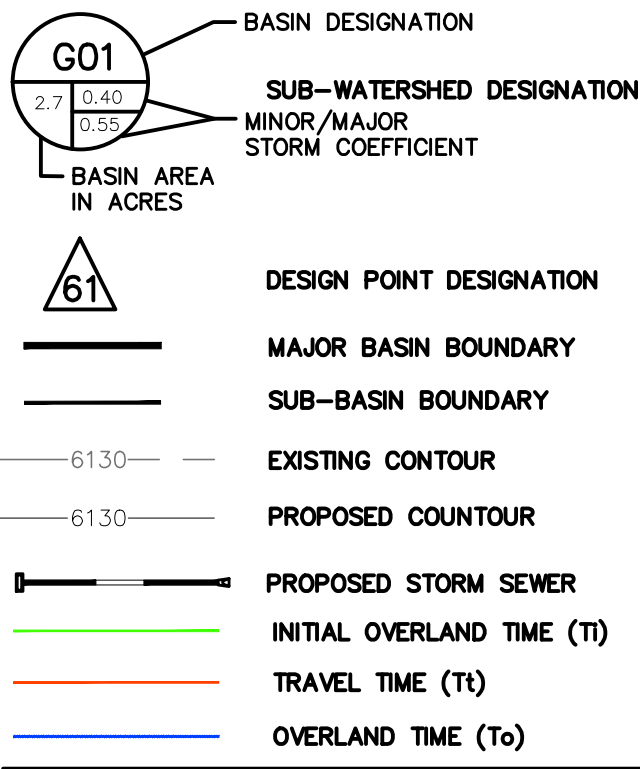 BASIN DESIGNATION
G01
2.7 0.40
0.55
SUB-WATERSHED DESIGNATION
MINOR/MAJOR
STORM COEFFICIENT
BASIN AREA
IN ACRES
61
DESIGN POINT DESIGNATION
MAJOR BASIN BOUNDARY
SUB-BASIN BOUNDARY
6130
EXISTING CONTOUR
6130
PROPOSED COUNTOUR
PROPOSED STORM SEWER
INITIAL OVERLAND TIME (Ti)
TRAVEL TIME (Tt)
OVERLAND TIME (To)